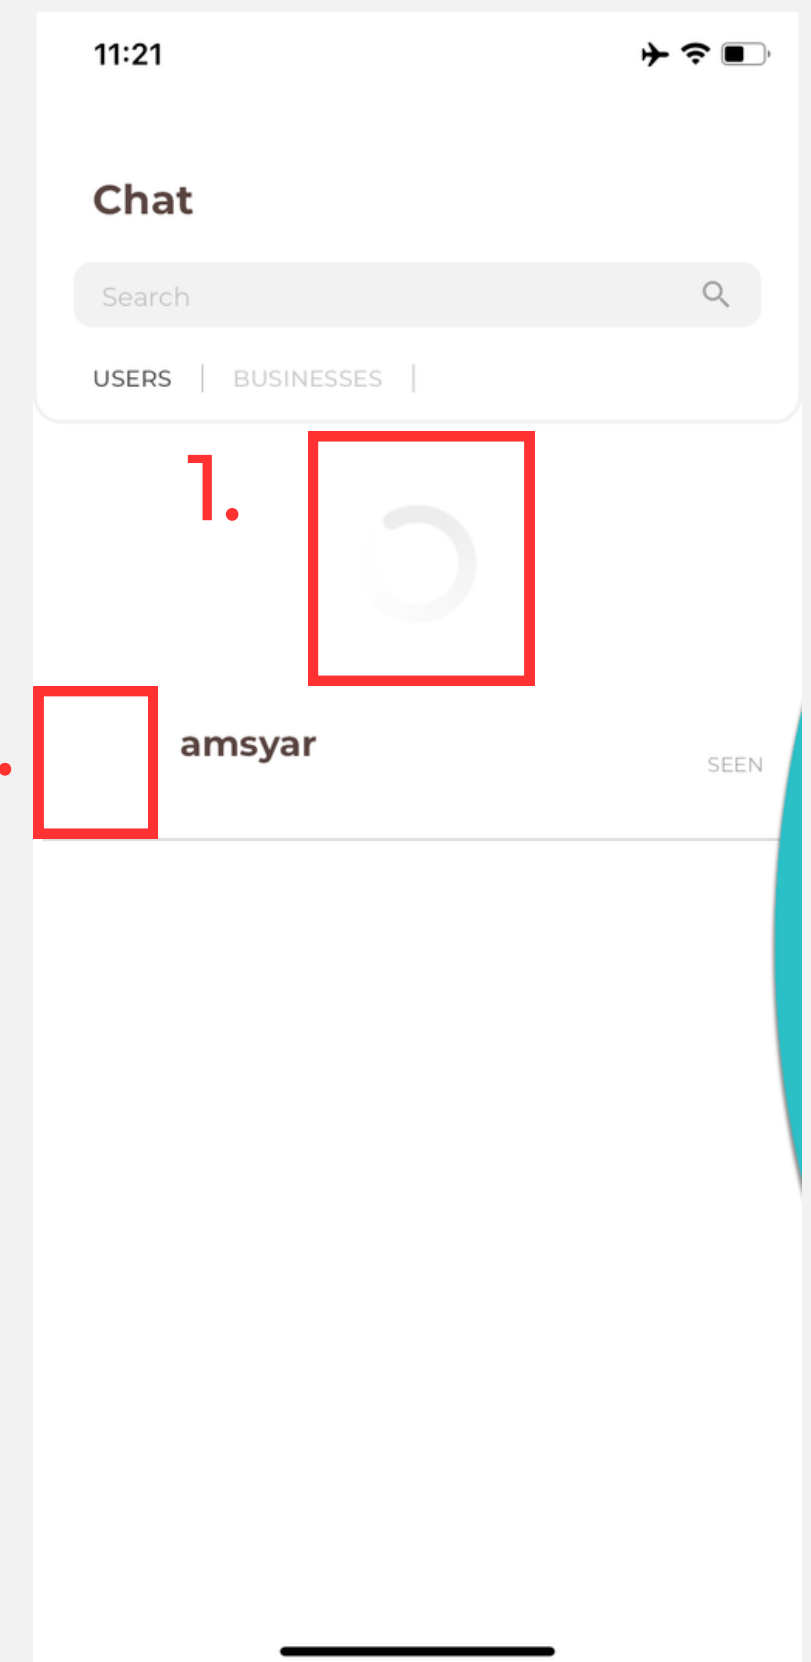 11:21
Chat
Search
USERS | BUSINESSES |
1.
amsyar
SEEN